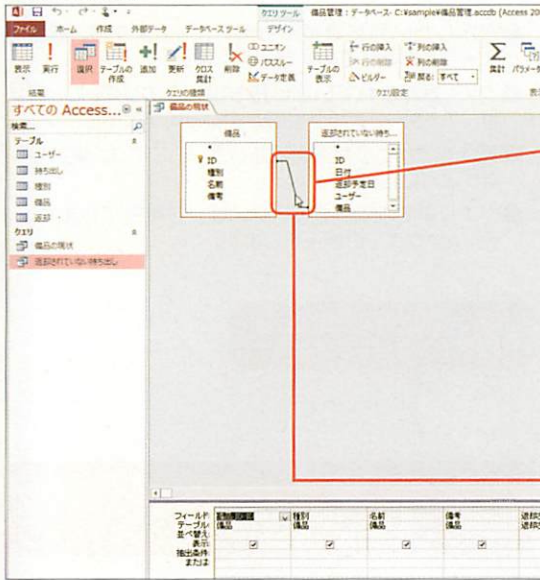 クエリ ツール 備品管理：データベース- C:¥sample¥備品管理.accdb (Access 20
ファイル ホーム 作成 外部データ データベース ツール デザイン
表示 実行 選択 テーブルの作成 追加 更新 クロス集計 削除 ユニオン パススルー データ定義 テーブルの表示 行の挿入 行の削除 ビルダー 列の挿入 列の削除 戻る: すべて 集計 パラメータ
結果 クエリの種類 クエリ設定
すべての Access...
備品の現状
検索...
テーブル
ユーザー
持ち出し
種別
備品
返却
クエリ
備品の現状
返却されていない持ち出し
備品
*
ID
種別
名前
備考
返却されていない持ち...
*
ID
日付
返却予定日
ユーザー
備品
フィールド: 種別 名前 備考
テーブル: 備品 備品 備品 備品
並べ替え:
表示:
抽出条件:
または: